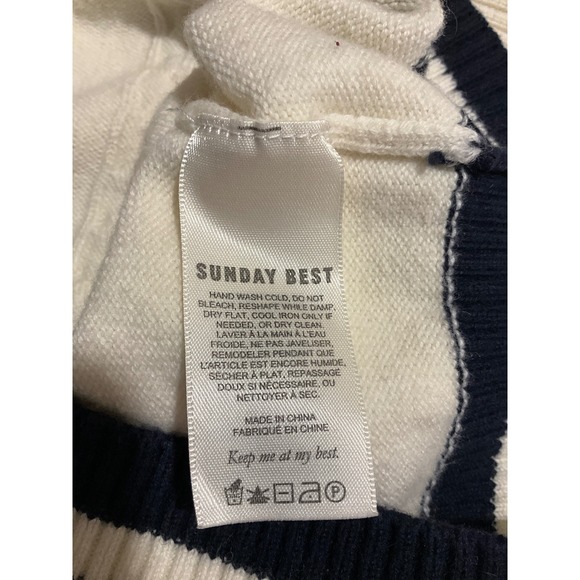 SUNDAY BEST
HAND WASH COLD, DO NOT
BLEACH, RESHAPE WHILE DAMP,
DRY FLAT, COOL IRON ONLY IF
NEEDED, OR DRY CLEAN.
LAVER À LA MAIN À L'EAU
FROIDE, NE PAS JAVELISER,
REMODELER PENDANT QUE
L'ARTICLE EST ENCORE HUMIDE,
SÉCHER À PLAT, REPASSAGE
DOUX SI NÉCESSAIRE, OU
NETTOYER À SEC.
MADE IN CHINA
FABRIQUÉ EN CHINE
Keep me at my best.
P